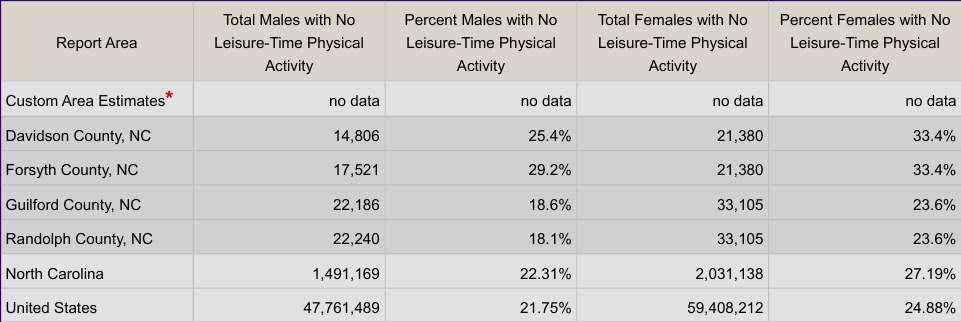 Report Area
Total Males with No
Leisure-Time Physical
Activity
Percent Males with No
Leisure-Time Physical
Activity
Total Females with No
Leisure-Time Physical
Activity
Percent Females with No
Leisure-Time Physical
Activity
Custom Area Estimates* no data no data no data no data
Davidson County, NC 14,806 25.4% 21,380 33.4%
Forsyth County, NC 17,521 29.2% 21,380 33.4%
Guilford County, NC 22,186 18.6% 33,105 23.6%
Randolph County, NC 22,240 18.1% 33,105 23.6%
North Carolina 1,491,169 22.31% 2,031,138 27.19%
United States 47,761,489 21.75% 59,408,212 24.88%